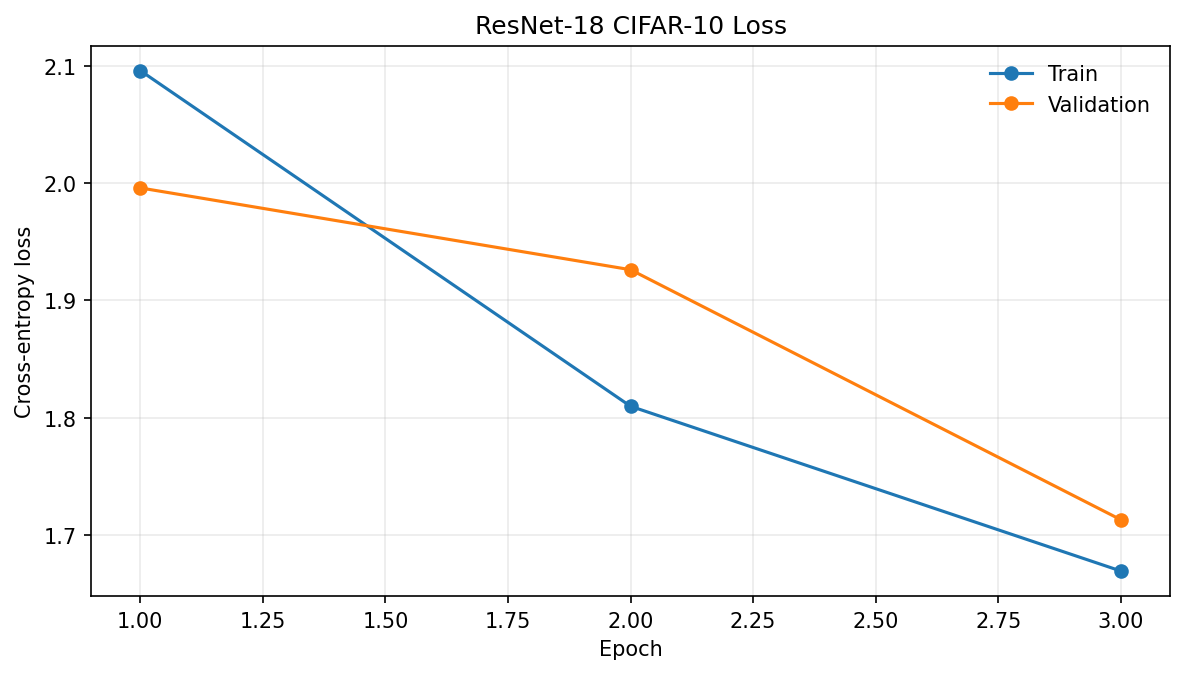 ResNet-18 CIFAR-10 Loss
Train
Validation
Cross-entropy loss
2.1
2.0
1.9
1.8
1.7
1.00 1.25 1.50 1.75 2.00 2.25 2.50 2.75 3.00
Epoch